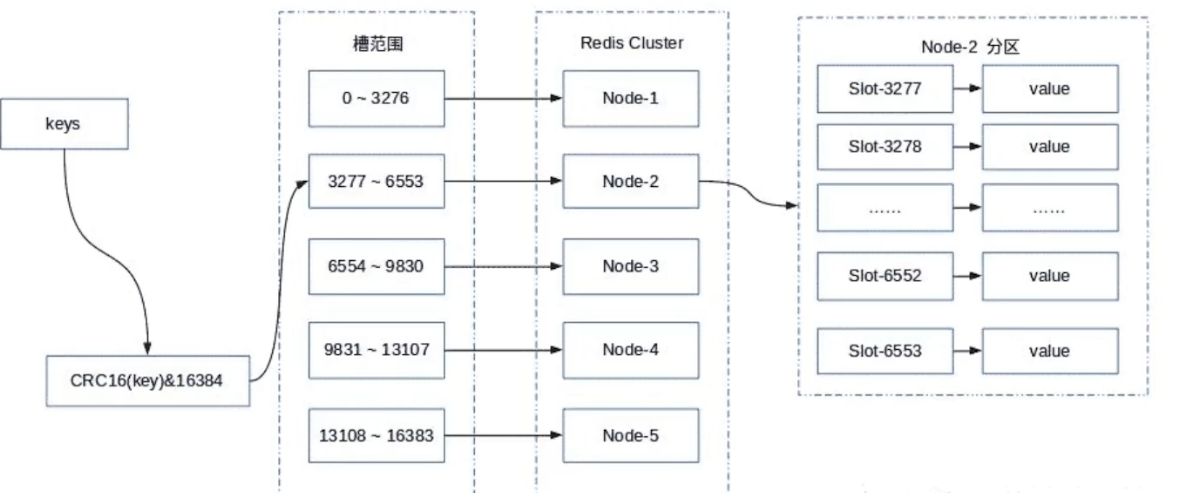 keys
CRC16(key)&16384
槽范围
0 ~ 3276
3277 ~ 6553
6554 ~ 9830
9831 ~ 13107
13108 ~ 16383
Redis Cluster
Node-1
Node-2
Node-3
Node-4
Node-5
Node-2 分区
Slot-3277
value
Slot-3278
value
......
......
Slot-6552
value
Slot-6553
value